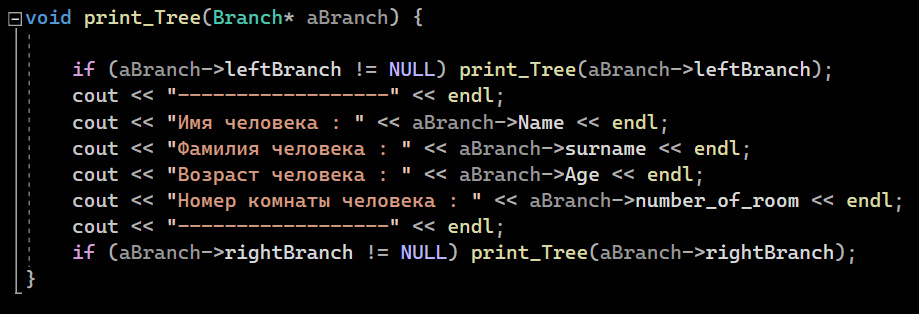 void print_Tree(Branch* aBranch) {
if (aBranch->leftBranch != NULL) print_Tree(aBranch->leftBranch);
cout << "------------------" << endl;
cout << "Имя человека : " << aBranch->Name << endl;
cout << "Фамилия человека : " << aBranch->surname << endl;
cout << "Возраст человека : " << aBranch->Age << endl;
cout << "Номер комнаты человека : " << aBranch->number_of_room << endl;
cout << "------------------" << endl;
if (aBranch->rightBranch != NULL) print_Tree(aBranch->rightBranch);
}